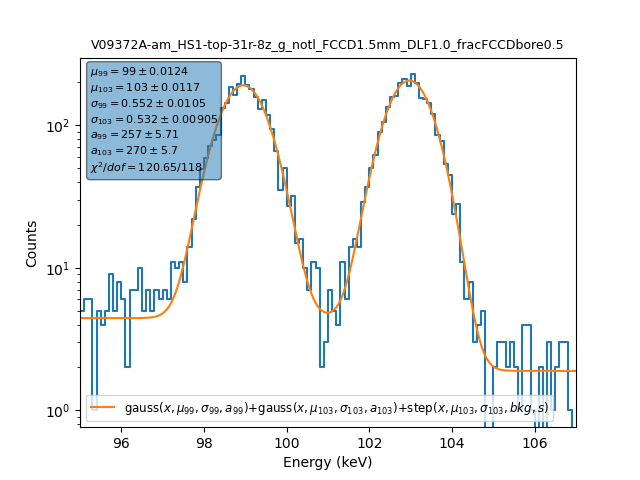 V09372A-am_HS1-top-31r-8z_g_notl_FCCD1.5mm_DLF1.0_fracFCCDbore0.5
μ99 = 99 ± 0.0124
μ103 = 103 ± 0.0117
σ99 = 0.552 ± 0.0105
σ103 = 0.532 ± 0.00905
a99 = 257 ± 5.71
a103 = 270 ± 5.7
χ²/dof = 120.65/118
10²
10¹
10⁰
Counts
gauss(x, μ99, σ99, a99)+gauss(x, μ103, σ103, a103)+step(x, μ103, σ103, bkg, s)
96 98 100 102 104 106
Energy (keV)